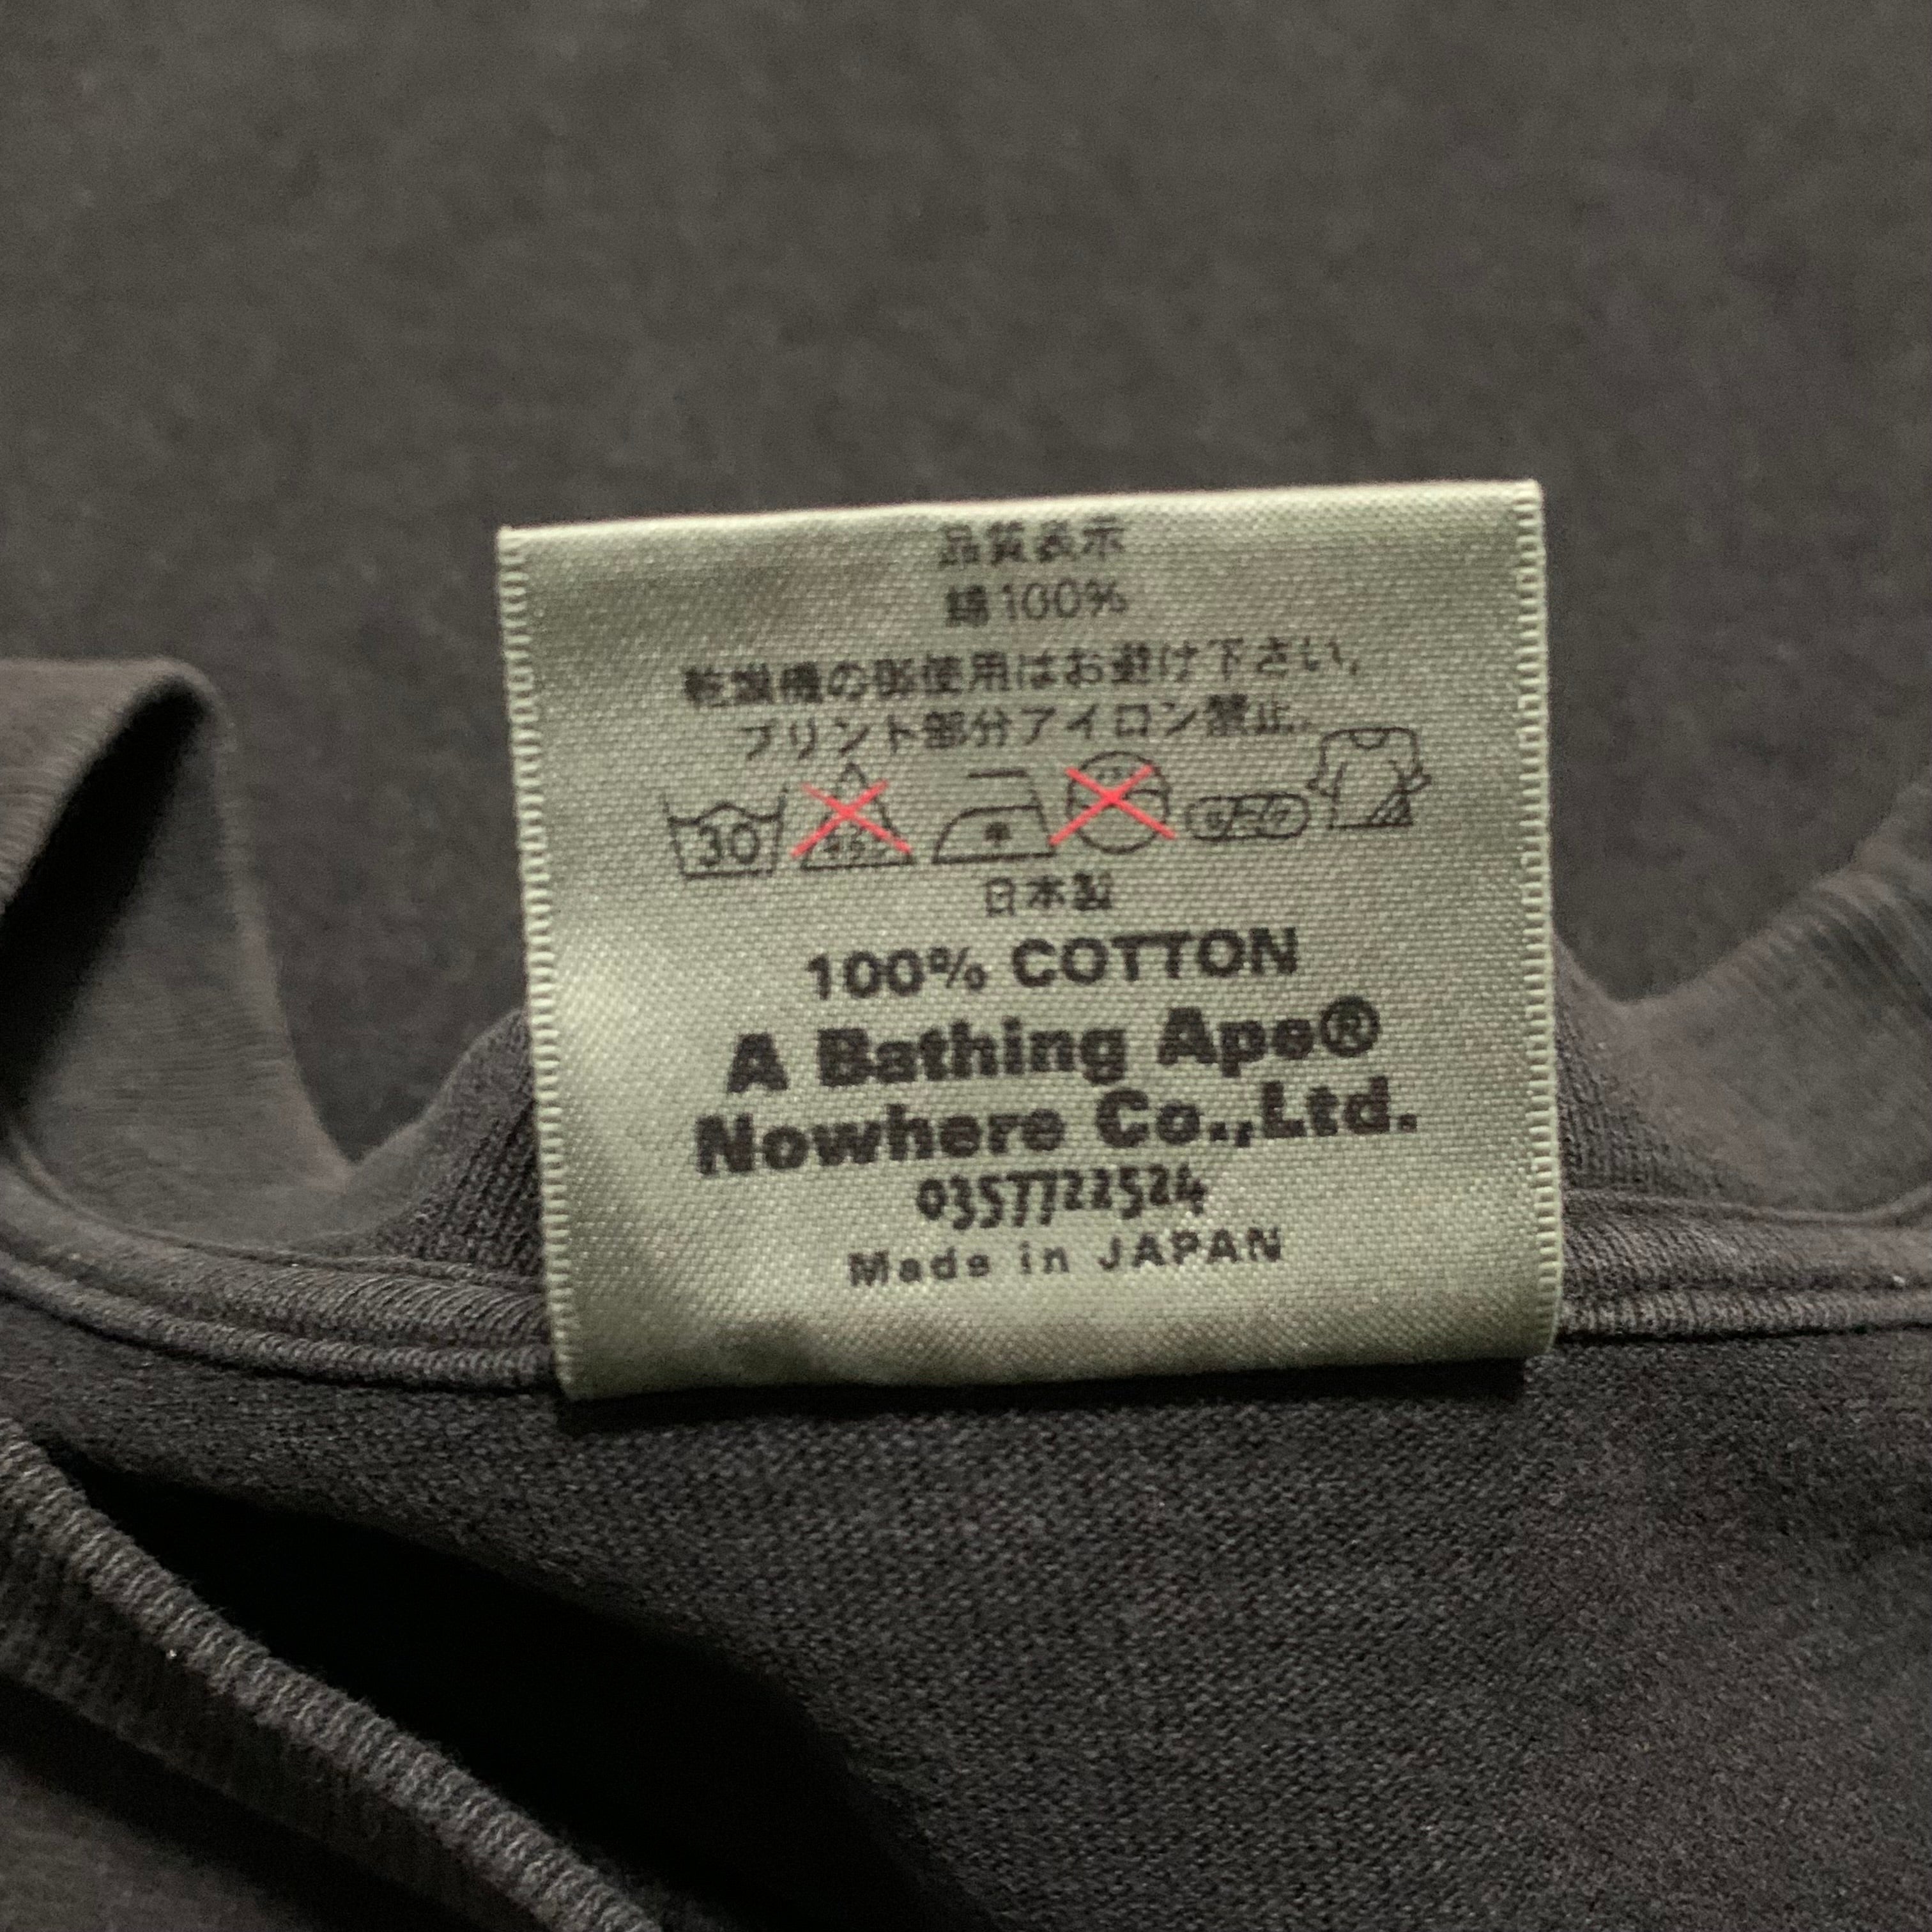 品質表示
綿100%
乾燥機の御使用はお避け下さい。
プリント部分アイロン禁止。
30
日本製
100% COTTON
A Bathing Ape®
Nowhere Co.,Ltd.
0357722524
Made in JAPAN